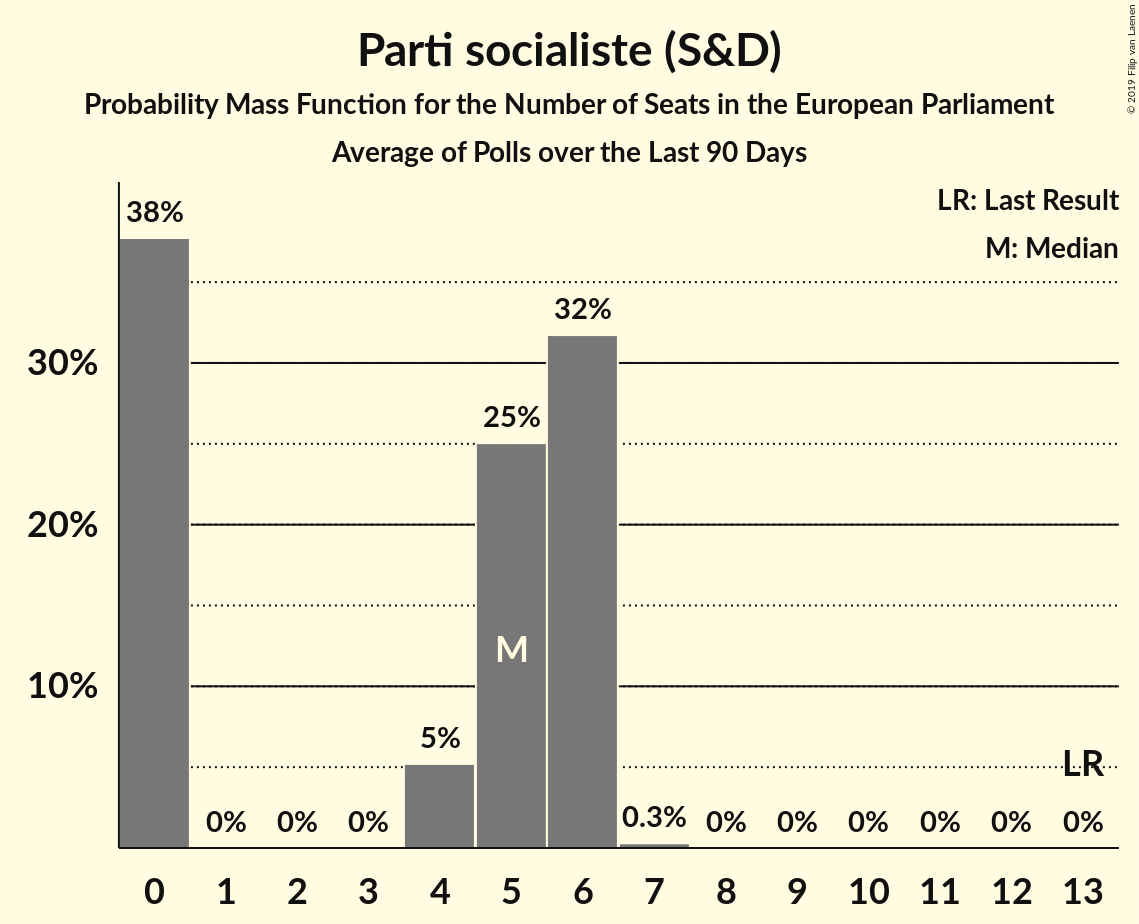 Parti socialiste (S&D)
Probability Mass Function for the Number of Seats in the European Parliament
Average of Polls over the Last 90 Days
© 2019 Filip van Laenen
LR: Last Result
M: Median
38%
32%
30%
25%
20%
M
10%
5%
LR
0% 0% 0% 0.3% 0% 0% 0% 0% 0% 0%
0 1 2 3 4 5 6 7 8 9 10 11 12 13